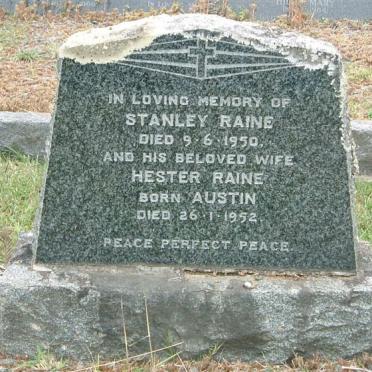 IN LOVING MEMORY OF
STANLEY RAINE
DIED 9-6-1950.
AND HIS BELOVED WIFE
HESTER RAINE
BORN AUSTIN
DIED 26-1-1952.
PEACE PERFECT PEACE.